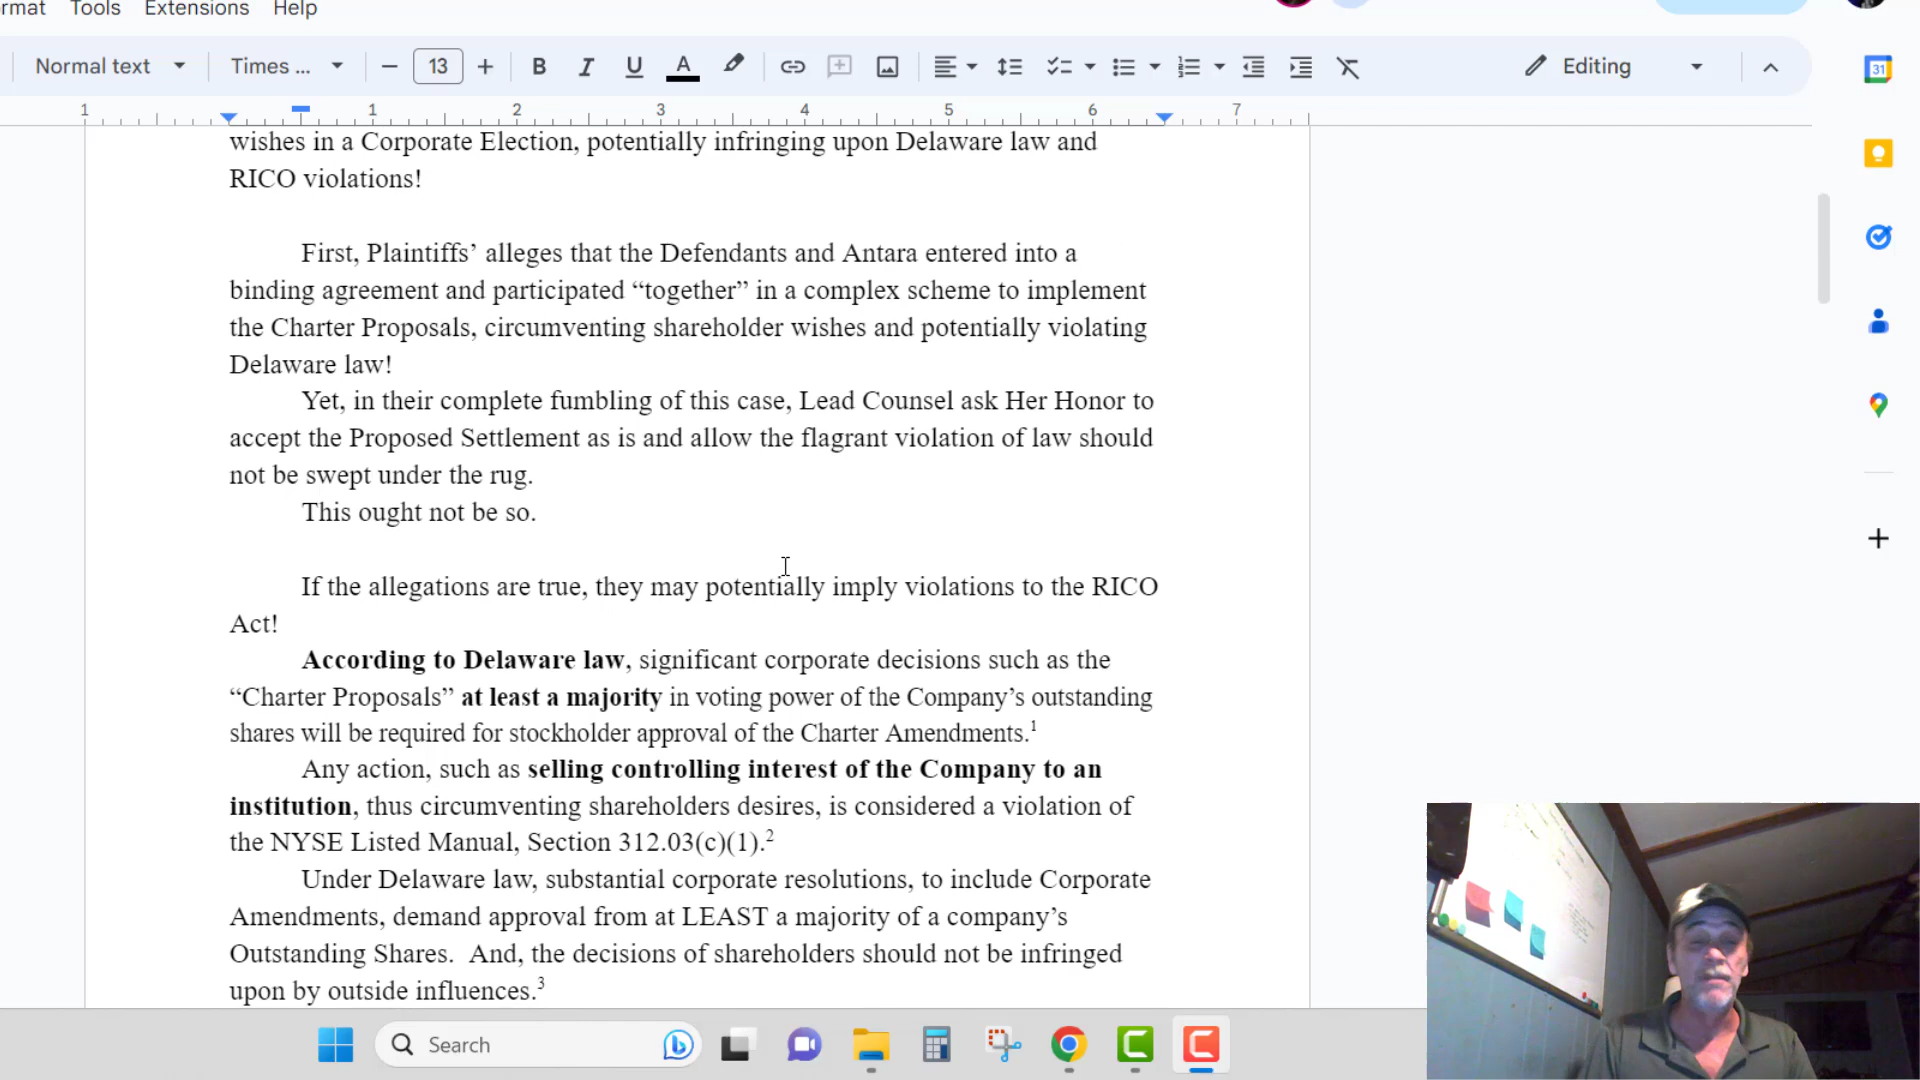 rmat Tools Extensions Help
Normal text Times ... 13 B I U A Editing
1 1 2 3 4 5 6 7
31
wishes in a Corporate Election, potentially infringing upon Delaware law and
RICO violations!
First, Plaintiffs’ alleges that the Defendants and Antara entered into a
binding agreement and participated “together” in a complex scheme to implement
the Charter Proposals, circumventing shareholder wishes and potentially violating
Delaware law!
Yet, in their complete fumbling of this case, Lead Counsel ask Her Honor to
accept the Proposed Settlement as is and allow the flagrant violation of law should
not be swept under the rug.
This ought not be so.
If the allegations are true, they may potentially imply violations to the RICO
Act!
According to Delaware law, significant corporate decisions such as the
“Charter Proposals” at least a majority in voting power of the Company’s outstanding
shares will be required for stockholder approval of the Charter Amendments.1
Any action, such as selling controlling interest of the Company to an
institution, thus circumventing shareholders desires, is considered a violation of
the NYSE Listed Manual, Section 312.03(c)(1).2
Under Delaware law, substantial corporate resolutions, to include Corporate
Amendments, demand approval from at LEAST a majority of a company’s
Outstanding Shares.  And, the decisions of shareholders should not be infringed
upon by outside influences.3
Search